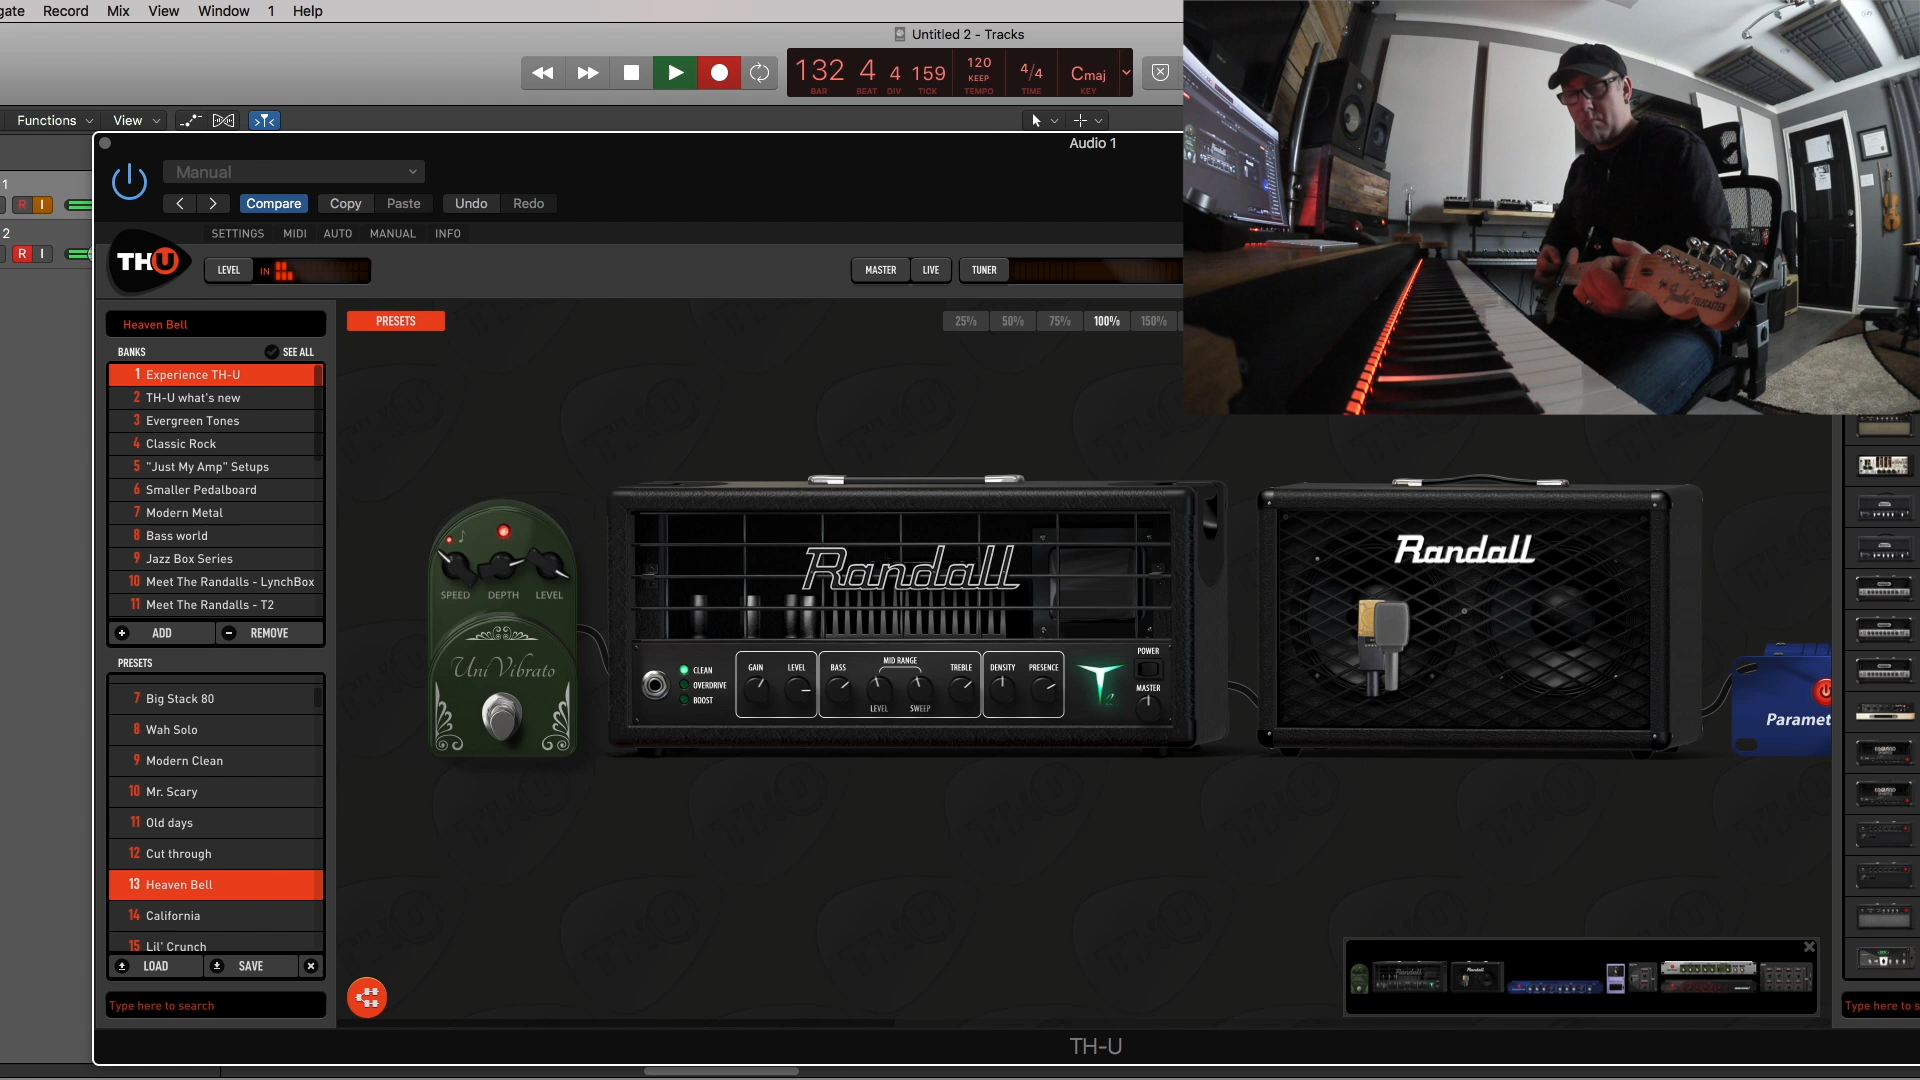 gate Record Mix View Window 1 Help
Untitled 2 - Tracks
132 4 4 159 120 KEEP 4/4 Cmaj
BAR BEAT DIV TICK TEMPO TIME KEY
Functions View
Audio 1
Manual
1
R I
Compare Copy Paste Undo Redo
2
R I
SETTINGS MIDI AUTO MANUAL INFO
THU
LEVEL IN MASTER LIVE TUNER
Heaven Bell
PRESETS 25% 50% 75% 100% 150%
BANKS SEE ALL
1 Experience TH-U
2 TH-U what's new
3 Evergreen Tones
4 Classic Rock
5 "Just My Amp" Setups
6 Smaller Pedalboard
7 Modern Metal
8 Bass world
9 Jazz Box Series
10 Meet The Randalls - LynchBox
11 Meet The Randalls - T2
ADD REMOVE
PRESETS
7 Big Stack 80
8 Wah Solo
9 Modern Clean
10 Mr. Scary
11 Old days
12 Cut through
13 Heaven Bell
14 California
15 Lil' Crunch
LOAD SAVE
Type here to search
SPEED DEPTH LEVEL
UniVibrato
Randall
CLEAN
OVERDRIVE
BOOST
GAIN LEVEL BASS MID RANGE TREBLE DENSITY PRESENCE
LEVEL SWEEP
POWER
MASTER
2
Randall
Paramet
Fender TELECASTER
Type here to s
TH-U